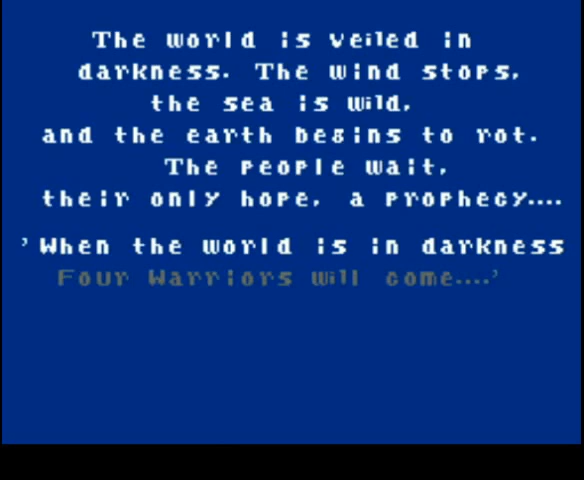 The world is veiled in
darkness. The wind stops,
the sea is wild,
and the earth begins to rot.
The people wait,
their only hope, a prophecy....
'When the world is in darkness
Four Warriors will come....'